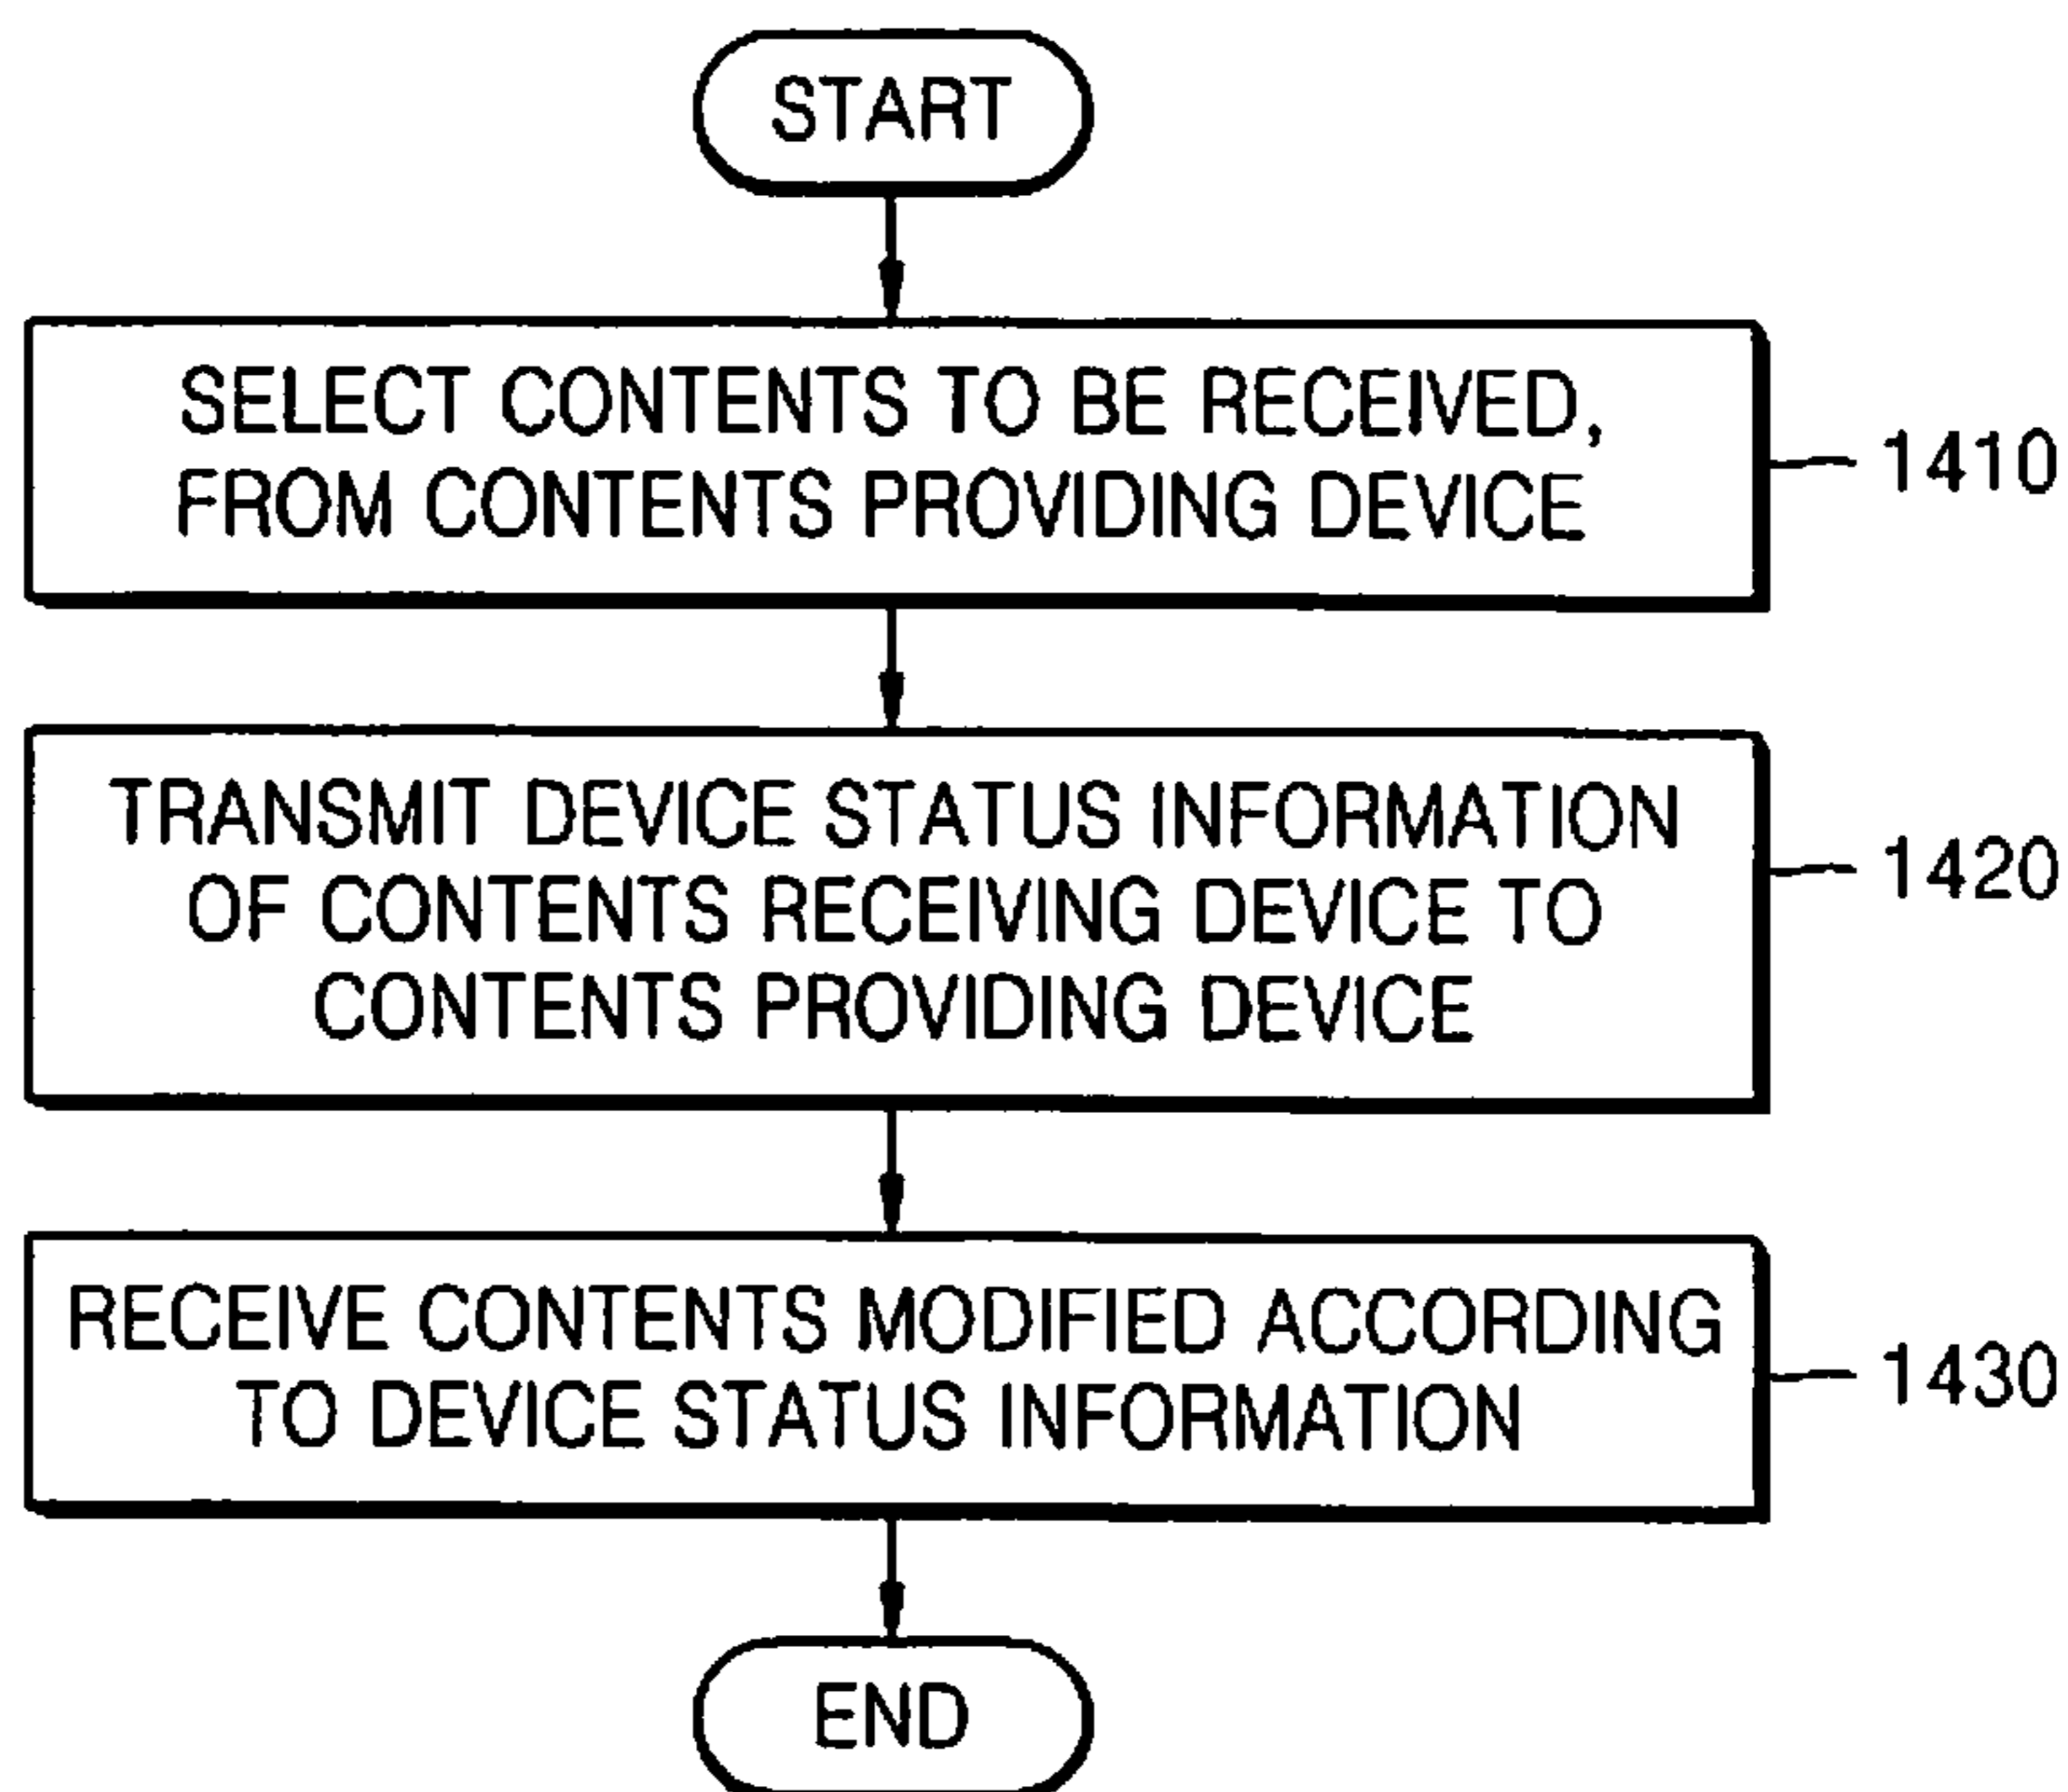 START
SELECT CONTENTS TO BE RECEIVED,
FROM CONTENTS PROVIDING DEVICE
1410
TRANSMIT DEVICE STATUS INFORMATION
OF CONTENTS RECEIVING DEVICE TO
CONTENTS PROVIDING DEVICE
1420
RECEIVE CONTENTS MODIFIED ACCORDING
TO DEVICE STATUS INFORMATION
1430
END